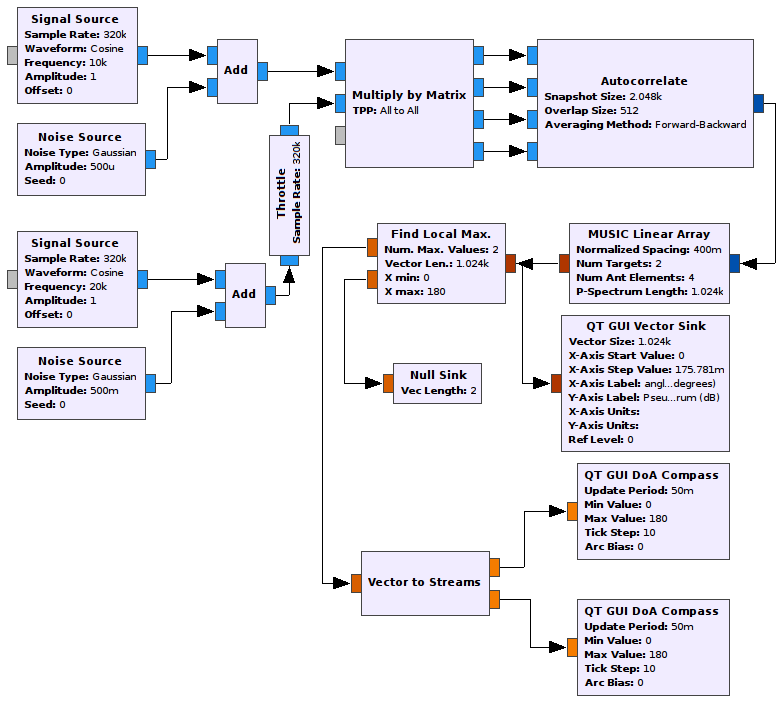 Signal Source
Sample Rate: 320k
Waveform: Cosine
Frequency: 10k
Amplitude: 1
Offset: 0
Add
Noise Source
Noise Type: Gaussian
Amplitude: 500u
Seed: 0
Multiply by Matrix
TPP: All to All
Autocorrelate
Snapshot Size: 2.048k
Overlap Size: 512
Averaging Method: Forward-Backward
Throttle
Sample Rate: 320k
Signal Source
Sample Rate: 320k
Waveform: Cosine
Frequency: 20k
Amplitude: 1
Offset: 0
Add
Noise Source
Noise Type: Gaussian
Amplitude: 500m
Seed: 0
Find Local Max.
Num. Max. Values: 2
Vector Len.: 1.024k
X min: 0
X max: 180
MUSIC Linear Array
Normalized Spacing: 400m
Num Targets: 2
Num Ant Elements: 4
P-Spectrum Length: 1.024k
QT GUI Vector Sink
Vector Size: 1.024k
X-Axis Start Value: 0
X-Axis Step Value: 175.781m
X-Axis Label: angl...degrees)
Y-Axis Label: Pseu...rum (dB)
X-Axis Units:
Y-Axis Units:
Ref Level: 0
Null Sink
Vec Length: 2
QT GUI DoA Compass
Update Period: 50m
Min Value: 0
Max Value: 180
Tick Step: 10
Arc Bias: 0
Vector to Streams
QT GUI DoA Compass
Update Period: 50m
Min Value: 0
Max Value: 180
Tick Step: 10
Arc Bias: 0